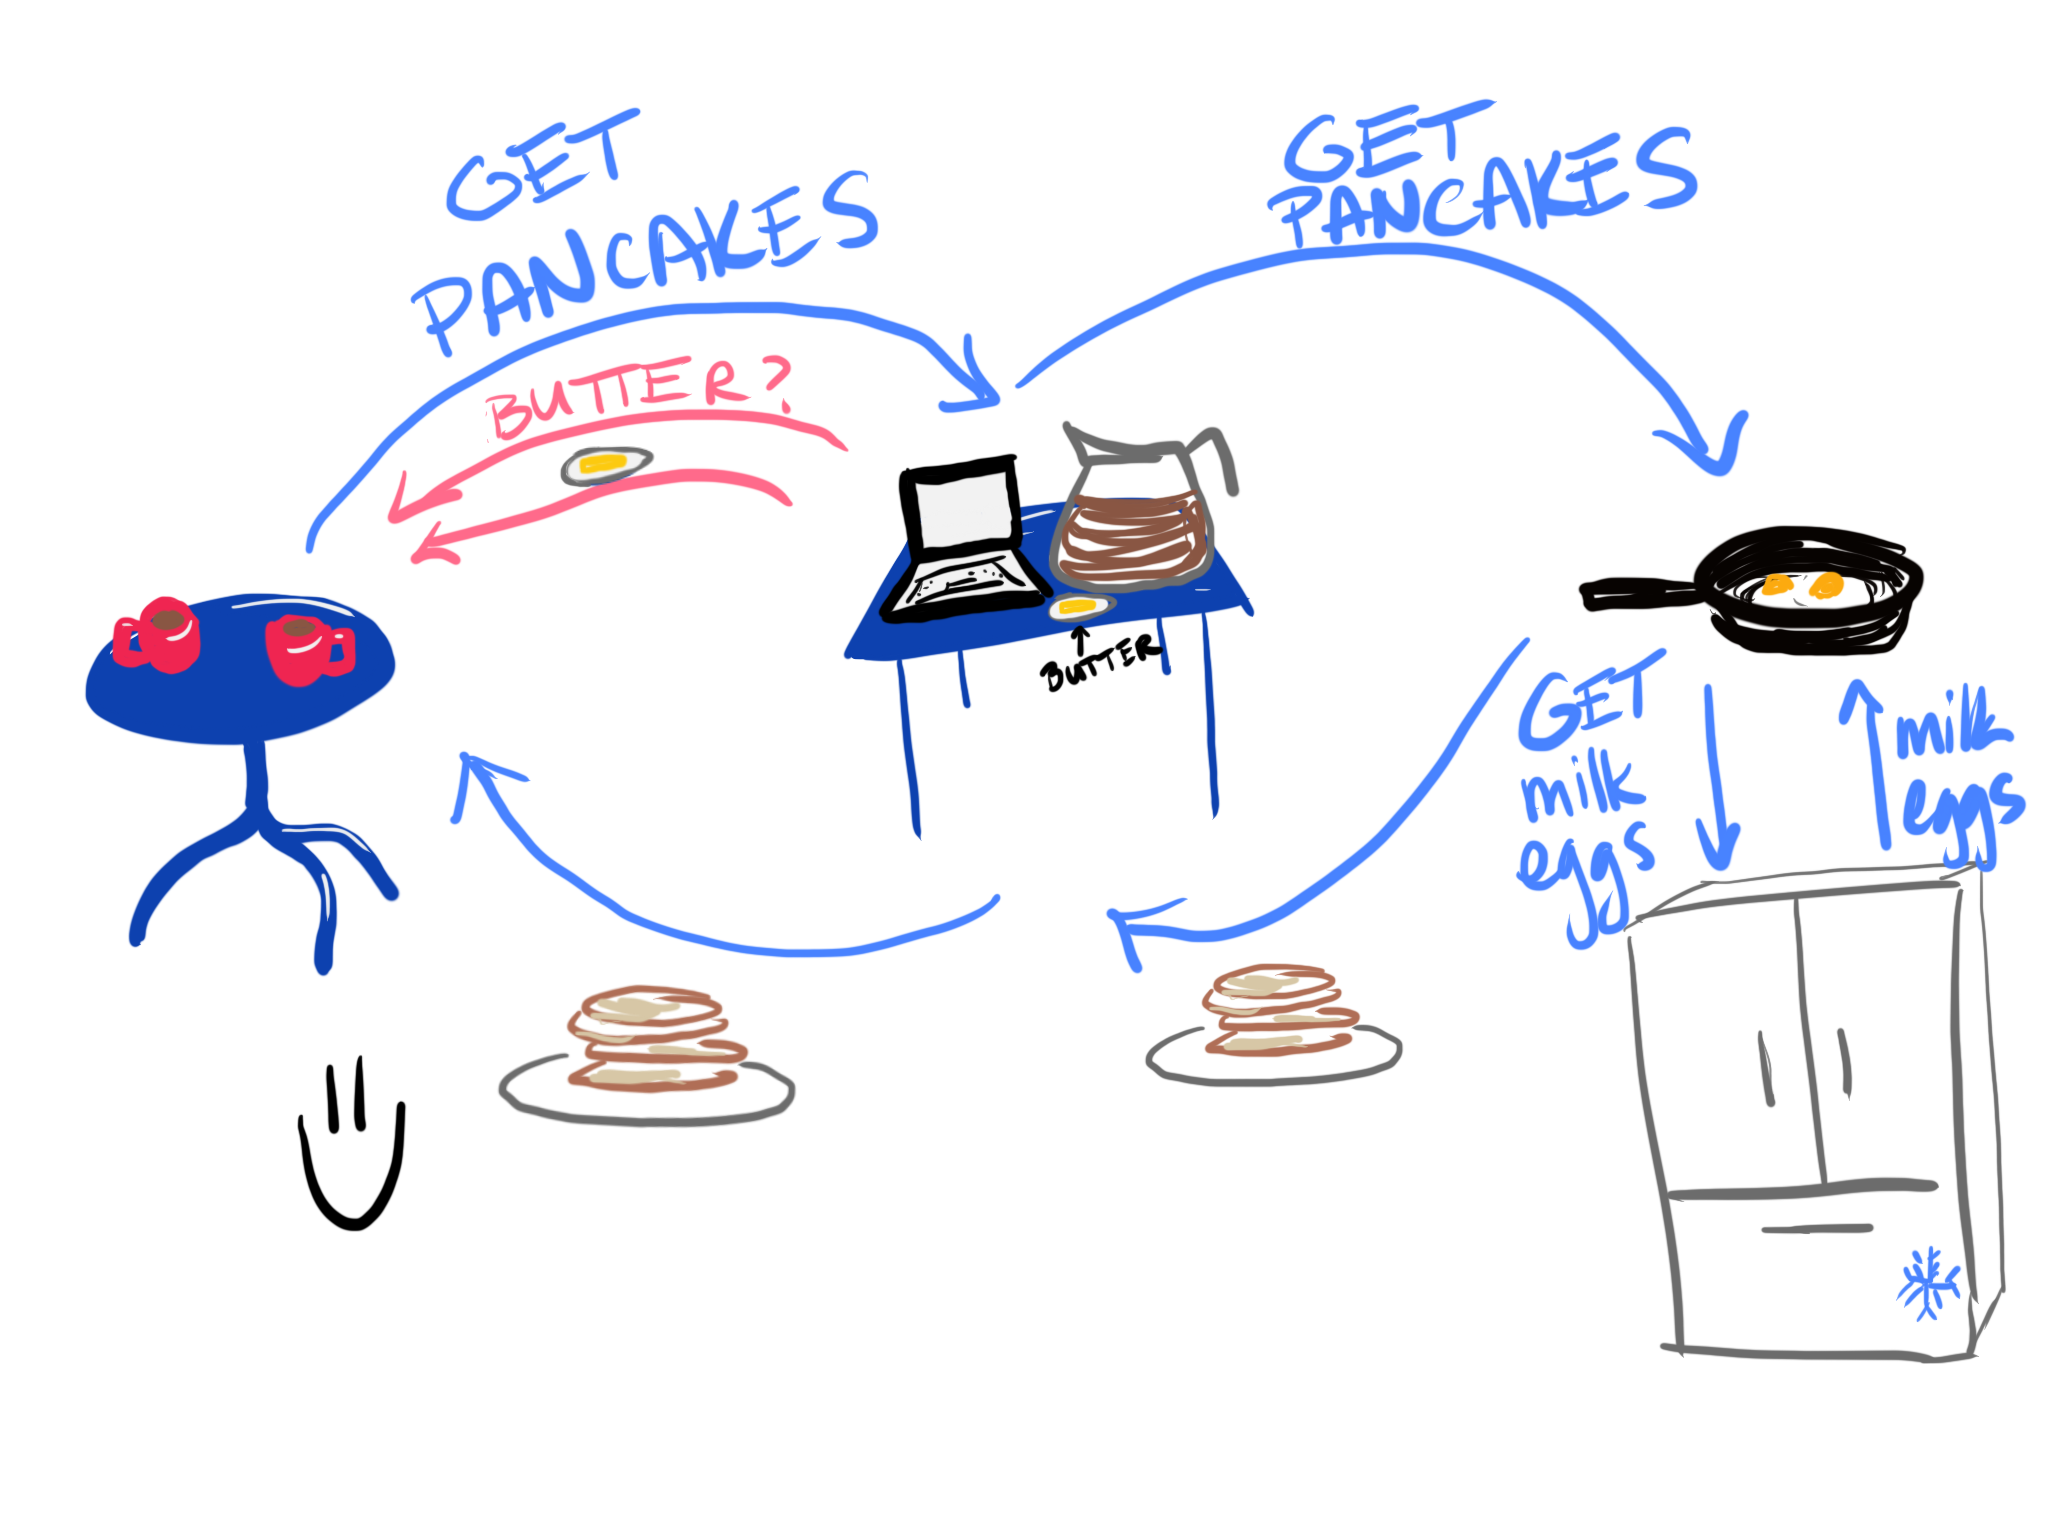 GET
PANCAKES
BUTTER?
GET
PANCAKES
BUTTER
GET
milk
eggs
milk
eggs